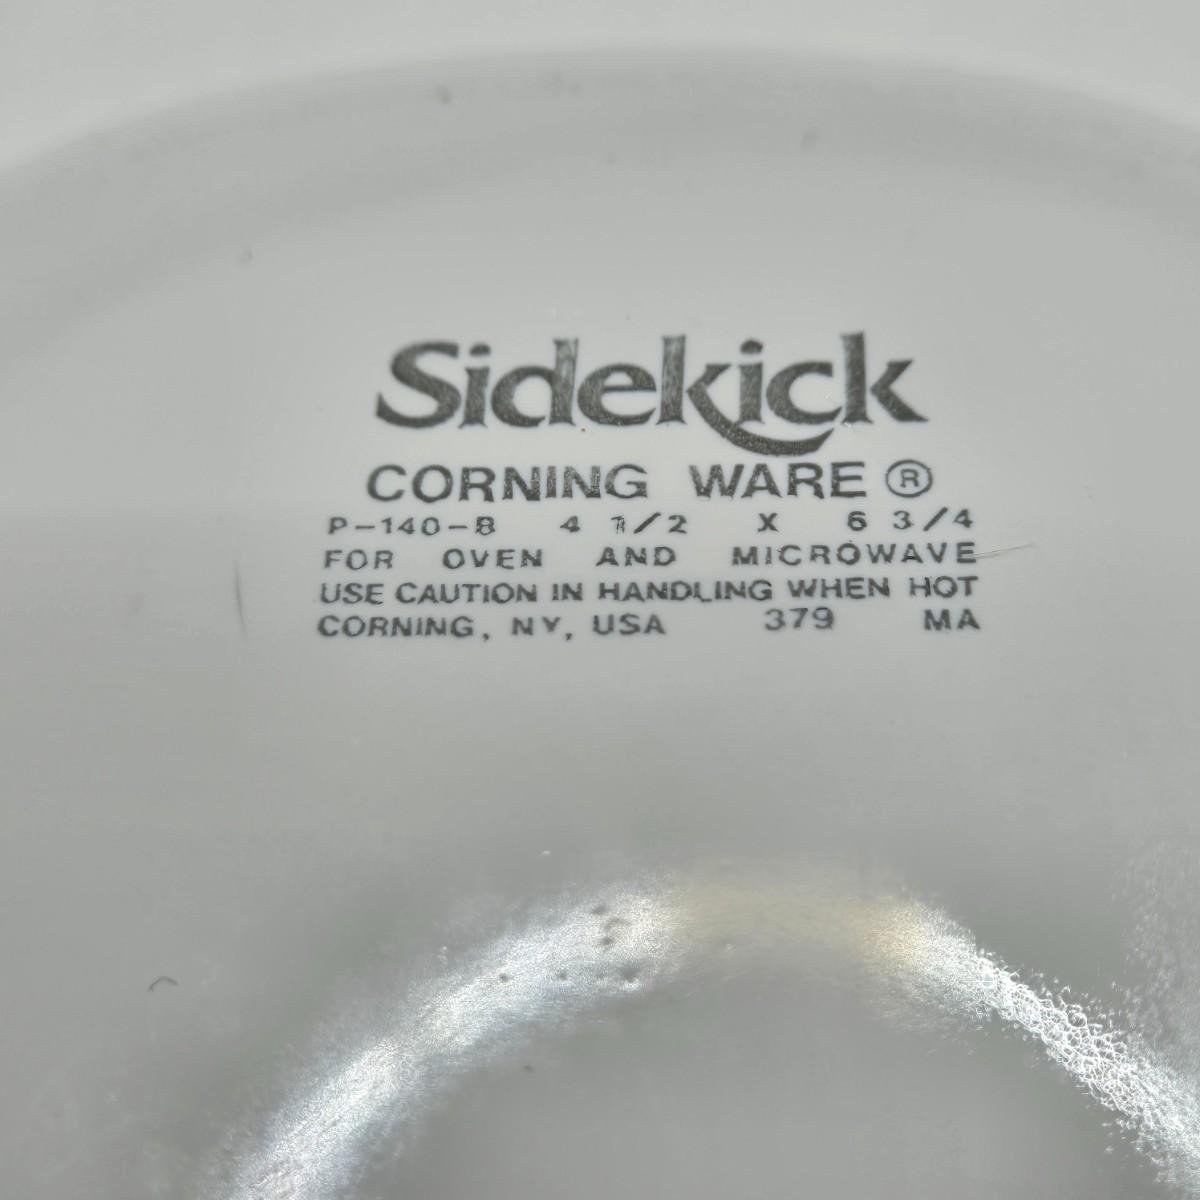 Sidekick
CORNING WARE ®
P-140-B 4 1/2 X 6 3/4
FOR OVEN AND MICROWAVE
USE CAUTION IN HANDLING WHEN HOT
CORNING, NY, USA 379 MA